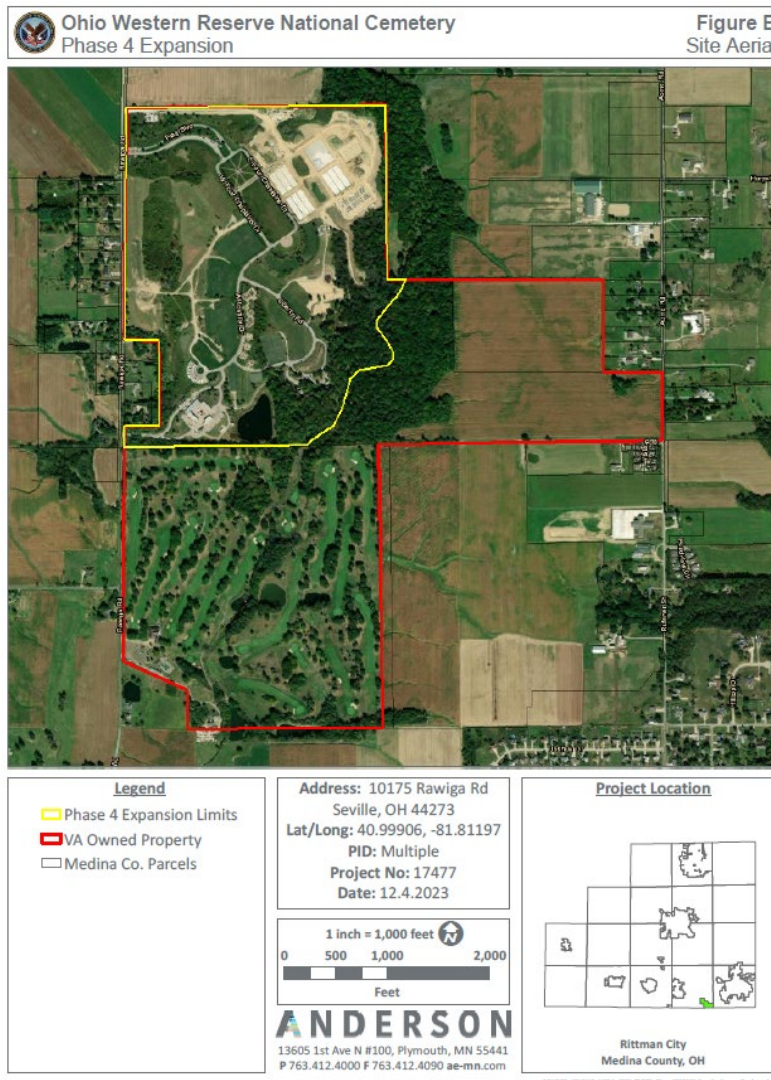 Ohio Western Reserve National Cemetery
Phase 4 Expansion
Figure E
Site Aeria
Legend
Phase 4 Expansion Limits
VA Owned Property
Medina Co. Parcels
Address: 10175 Rawiga Rd
Seville, OH 44273
Lat/Long: 40.99906, -81.81197
PID: Multiple
Project No: 17477
Date: 12.4.2023
1 inch = 1,000 feet
N
0 500 1,000 2,000
Feet
ANDERSON
13605 1st Ave N #100, Plymouth, MN 55441
P 763.412.4000 F 763.412.4090 ae-mn.com
Project Location
Rittman City
Medina County, OH